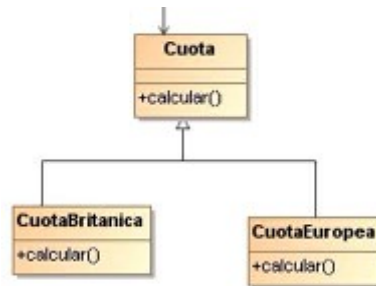 Cuota
+calcular()
CuotaBritanica
+calcular()
CuotaEuropea
+calcular()